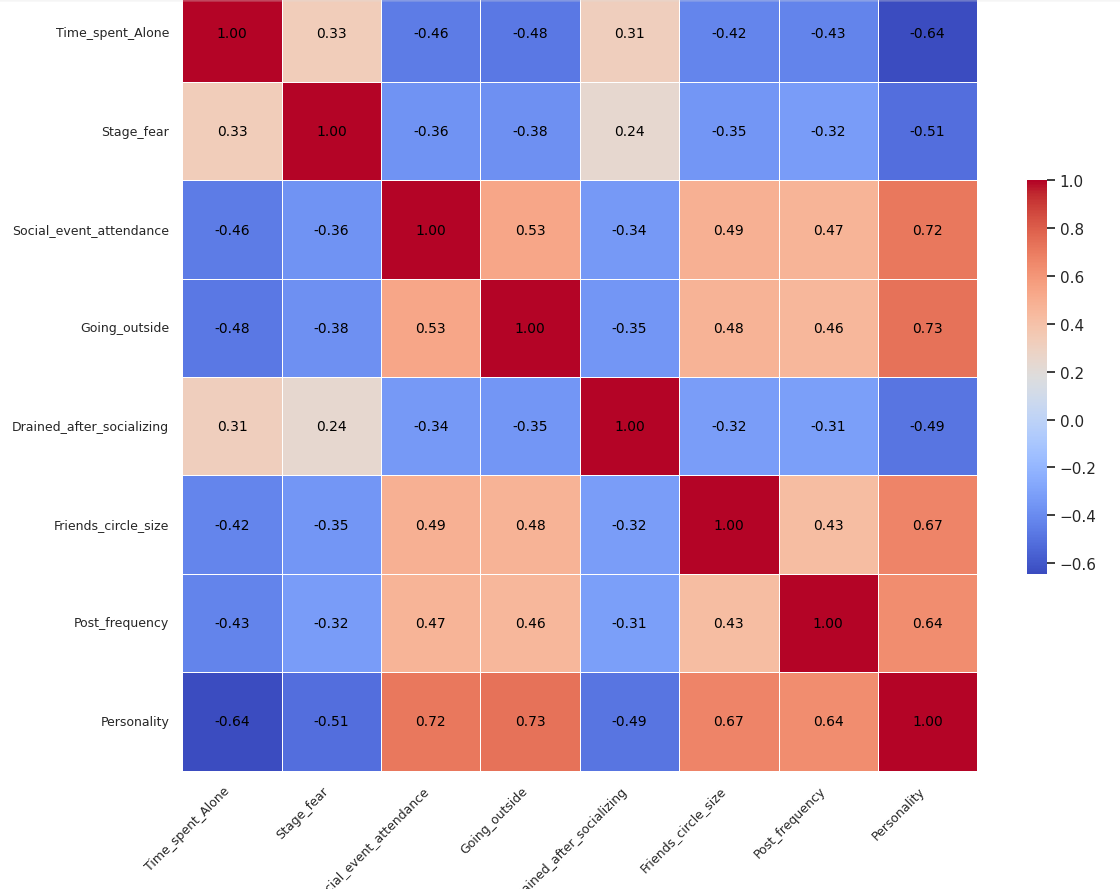 Time_spent_Alone 1.00 0.33 -0.46 -0.48 0.31 -0.42 -0.43 -0.64
Stage_fear 0.33 1.00 -0.36 -0.38 0.24 -0.35 -0.32 -0.51
Social_event_attendance -0.46 -0.36 1.00 0.53 -0.34 0.49 0.47 0.72
Going_outside -0.48 -0.38 0.53 1.00 -0.35 0.48 0.46 0.73
Drained_after_socializing 0.31 0.24 -0.34 -0.35 1.00 -0.32 -0.31 -0.49
Friends_circle_size -0.42 -0.35 0.49 0.48 -0.32 1.00 0.43 0.67
Post_frequency -0.43 -0.32 0.47 0.46 -0.31 0.43 1.00 0.64
Personality -0.64 -0.51 0.72 0.73 -0.49 0.67 0.64 1.00
Time_spent_Alone
Stage_fear
cial_event_attendance
Going_outside
ained_after_socializing
Friends_circle_size
Post_frequency
Personality
1.0
0.8
0.6
0.4
0.2
0.0
−0.2
−0.4
−0.6